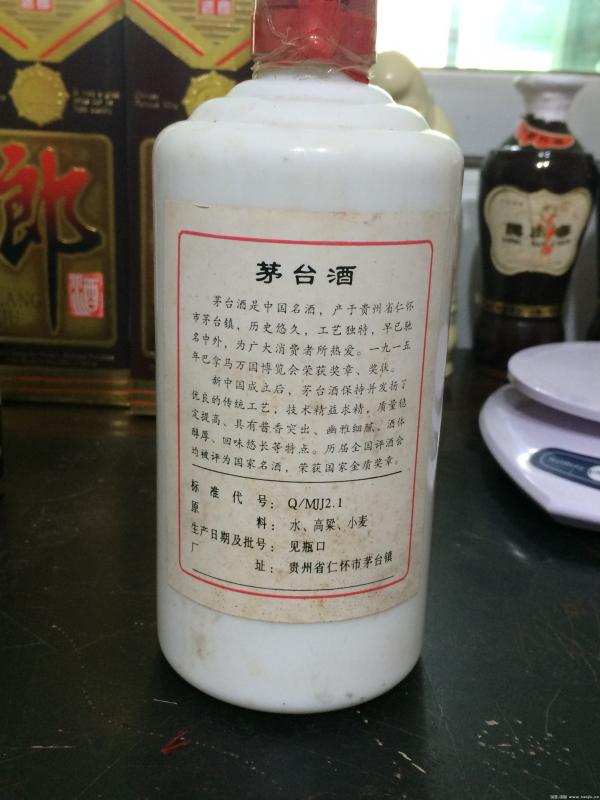 茅台酒
茅台酒是中国名酒，产于贵州省仁怀
市茅台镇，历史悠久，工艺独特，早已驰
名中外，为广大消费者所热爱。一九一五
年巴拿马万国博览会荣获奖章、奖状。
新中国成立后，茅台酒保持并发扬了
优良的传统工艺，技术精益求精，质量稳
定提高，具有酱香突出、幽雅细腻，酒体
醇厚、回味悠长等特点。历届全国评酒会
均被评为国家名酒，荣获国家金质奖章。
标准代号：Q/MJJ2.1
原料：水、高粱、小麦
生产日期及批号：见瓶口
厂址：贵州省仁怀市茅台镇
郎